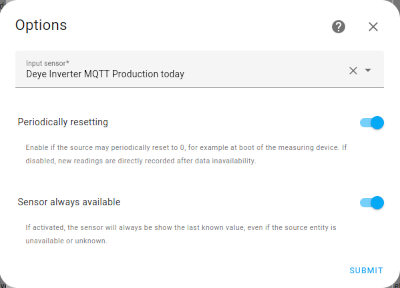 Options
Input sensor*
Deye Inverter MQTT Production today
Periodically resetting
Enable if the source may periodically reset to 0, for example at boot of the measuring device. If
disabled, new readings are directly recorded after data inavailability.
Sensor always available
If activated, the sensor will always be show the last known value, even if the source entity is
unavailable or unknown.
SUBMIT